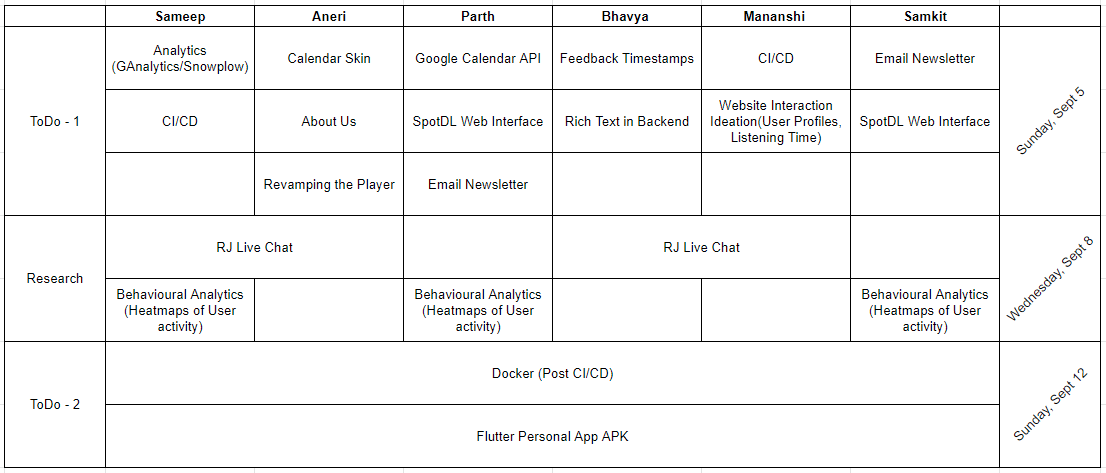 Sameep Aneri Parth Bhavya Mananshi Samkit
ToDo - 1
Analytics
(GAnalytics/Snowplow)
Calendar Skin
Google Calendar API
Feedback Timestamps
CI/CD
Email Newsletter
Sunday, Sept 5
CI/CD
About Us
SpotDL Web Interface
Rich Text in Backend
Website Interaction
Ideation(User Profiles,
Listening Time)
SpotDL Web Interface
Revamping the Player
Email Newsletter
Research
RJ Live Chat
RJ Live Chat
Wednesday, Sept 8
Behavioural Analytics
(Heatmaps of User
activity)
Behavioural Analytics
(Heatmaps of User
activity)
Behavioural Analytics
(Heatmaps of User
activity)
ToDo - 2
Docker (Post CI/CD)
Sunday, Sept 12
Flutter Personal App APK